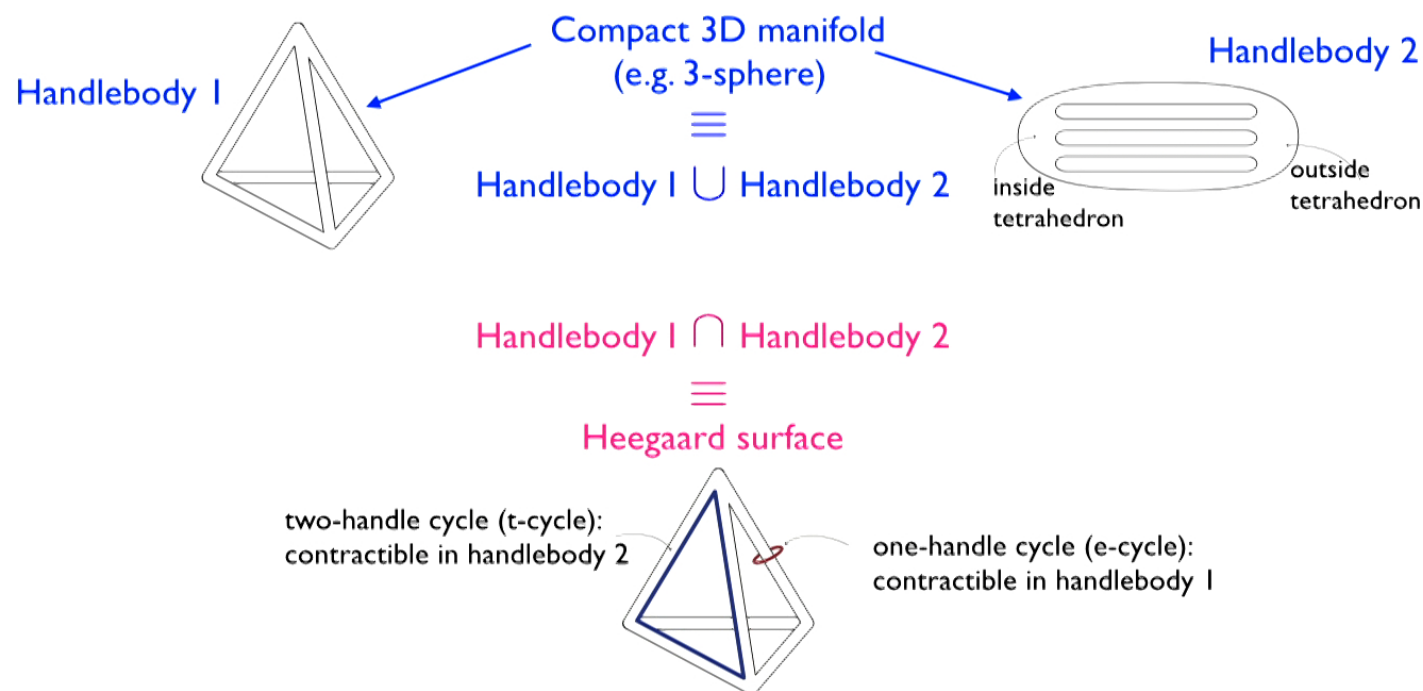 Compact 3D manifold
(e.g. 3-sphere)
Handlebody 1
Handlebody 2
≡
Handlebody 1 ∪ Handlebody 2
inside
tetrahedron
outside
tetrahedron
Handlebody 1 ∩ Handlebody 2
≡
Heegaard surface
two-handle cycle (t-cycle):
contractible in handlebody 2
one-handle cycle (e-cycle):
contractible in handlebody 1